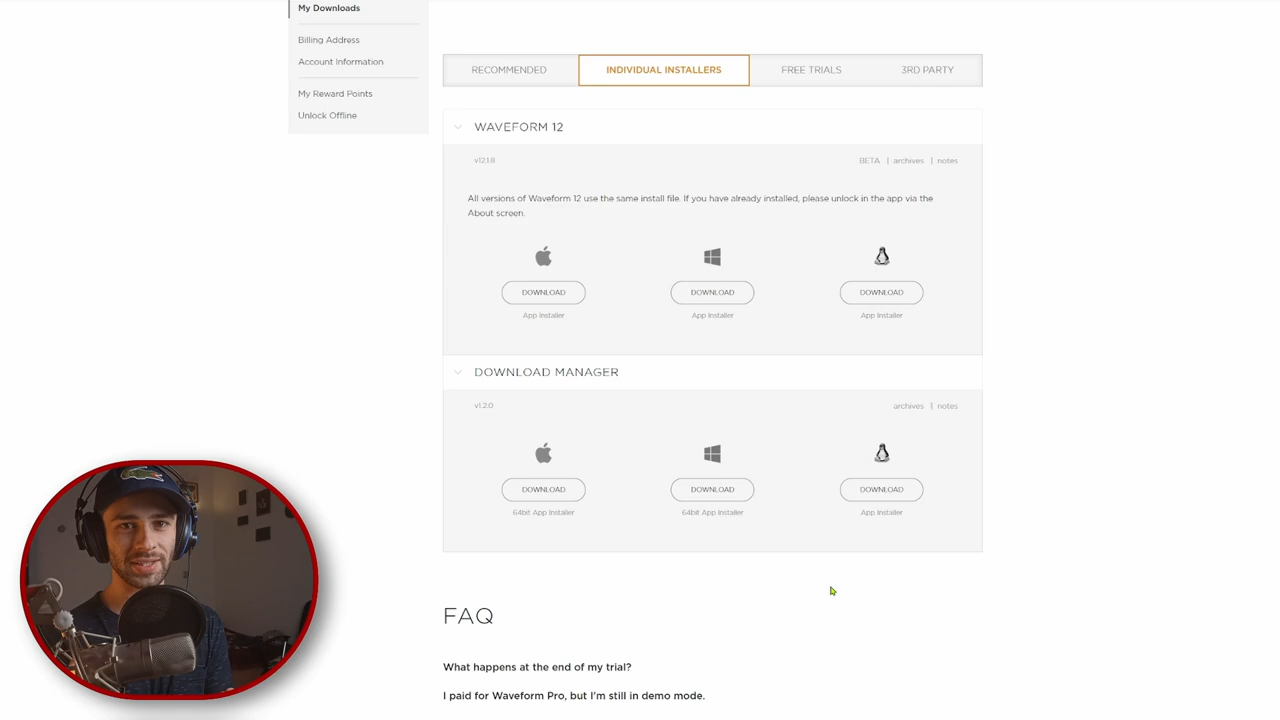 My Downloads
Billing Address
Account Information
My Reward Points
Unlock Offline
RECOMMENDED
INDIVIDUAL INSTALLERS
FREE TRIALS
3RD PARTY
WAVEFORM 12
v12.1.8
BETA | archives | notes
All versions of Waveform 12 use the same install file. If you have already installed, please unlock in the app via the
About screen.
DOWNLOAD
DOWNLOAD
DOWNLOAD
App Installer
App Installer
App Installer
DOWNLOAD MANAGER
v1.2.0
archives | notes
DOWNLOAD
DOWNLOAD
DOWNLOAD
64bit App Installer
64bit App Installer
App Installer
FAQ
What happens at the end of my trial?
I paid for Waveform Pro, but I'm still in demo mode.